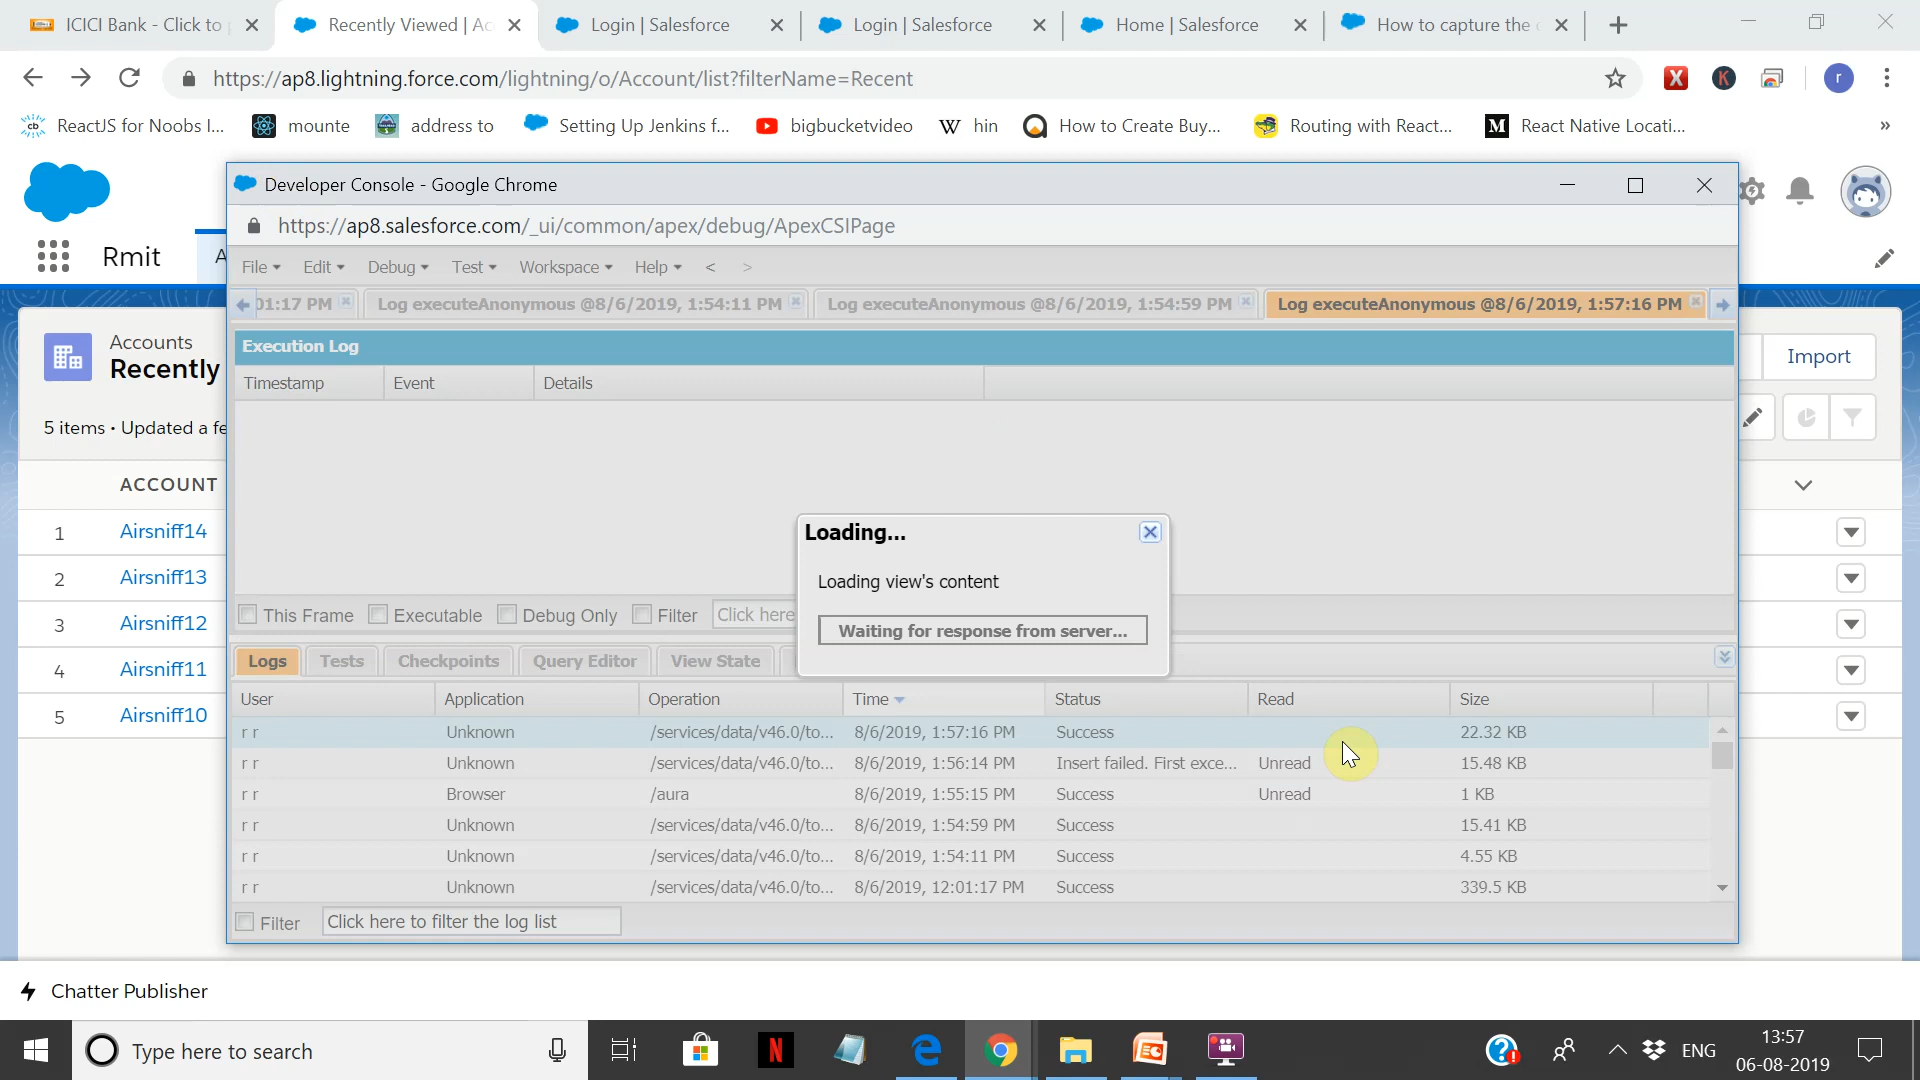 ICICI Bank - Click to
Recently Viewed | Ac
Login | Salesforce
Login | Salesforce
Home | Salesforce
How to capture the
https://ap8.lightning.force.com/lightning/o/Account/list?filterName=Recent
r
ReactJS for Noobs I...
mounte
address to
Setting Up Jenkins f...
bigbucketvideo
hin
How to Create Buy...
Routing with React...
React Native Locati...
Developer Console - Google Chrome
https://ap8.salesforce.com/_ui/common/apex/debug/ApexCSIPage
Rmit
File
Edit
Debug
Test
Workspace
Help
<
>
01:17 PM
Log executeAnonymous @8/6/2019, 1:54:11 PM
Log executeAnonymous @8/6/2019, 1:54:59 PM
Log executeAnonymous @8/6/2019, 1:57:16 PM
Execution Log
Timestamp
Event
Details
Accounts
Recently
Import
5 items • Updated a fe
ACCOUNT
1 Airsniff14
2 Airsniff13
3 Airsniff12
4 Airsniff11
5 Airsniff10
Loading...
Loading view's content
Waiting for response from server...
This Frame
Executable
Debug Only
Filter
Click here
Logs
Tests
Checkpoints
Query Editor
View State
User Application Operation Time Status Read Size
r r Unknown /services/data/v46.0/to... 8/6/2019, 1:57:16 PM Success 22.32 KB
r r Unknown /services/data/v46.0/to... 8/6/2019, 1:56:14 PM Insert failed. First exce... Unread 15.48 KB
r r Browser /aura 8/6/2019, 1:55:15 PM Success Unread 1 KB
r r Unknown /services/data/v46.0/to... 8/6/2019, 1:54:59 PM Success 15.41 KB
r r Unknown /services/data/v46.0/to... 8/6/2019, 1:54:11 PM Success 4.55 KB
r r Unknown /services/data/v46.0/to... 8/6/2019, 12:01:17 PM Success 339.5 KB
Filter
Click here to filter the log list
Chatter Publisher
Type here to search
ENG
13:57
06-08-2019